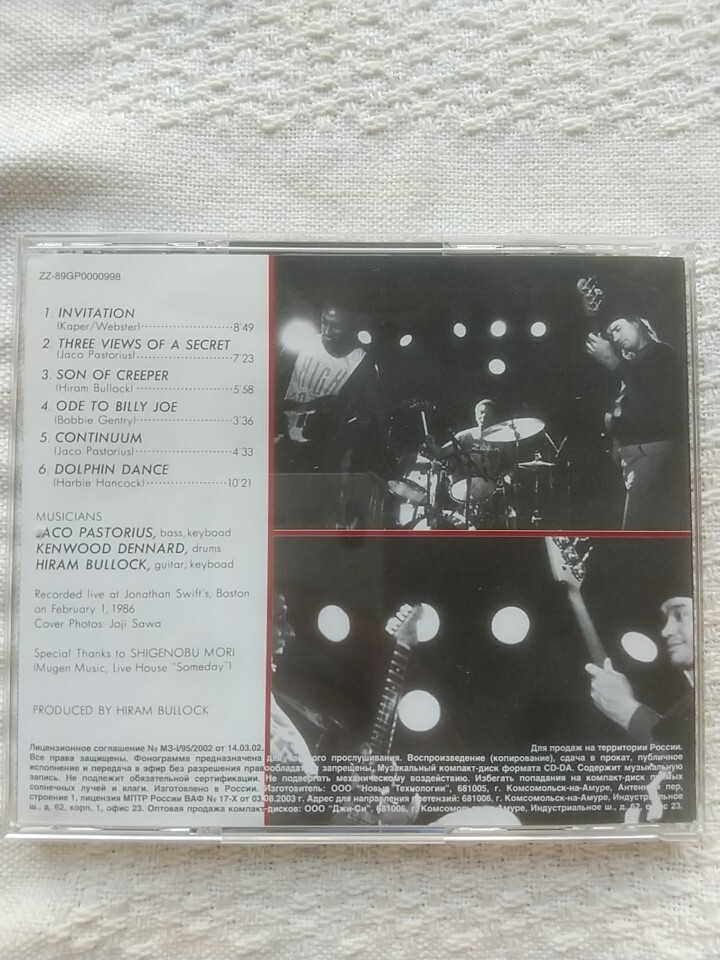 ZZ-89GP0000998
1. INVITATION
(Kaper/Webster)........................8'49
2. THREE VIEWS OF A SECRET
(Jaco Pastorius)........................7'23
3. SON OF CREEPER
(Hiram Bullock)........................5'58
4. ODE TO BILLY JOE
(Bobbie Gentry)........................3'36
5. CONTINUUM
(Jaco Pastorius)........................4'33
6. DOLPHIN DANCE
(Harbie Hancock)........................10'21
MUSICIANS
JACO PASTORIUS, bass, keyboad
KENWOOD DENNARD, drums
HIRAM BULLOCK, guitar, keyboad
Recorded live at Jonathan Swift's, Boston
on February 1, 1986
Cover Photos: Joji Sawa
Special Thanks to SHIGENOBU MORI
(Mugen Music, Live House "Someday")
PRODUCED BY HIRAM BULLOCK
HIGH
Лицензионное соглашение № МЗ-I/95/2002 от 14.03.02. Для продаж на территории России.
Все права защищены. Фонограмма предназначена для частного прослушивания. Воспроизведение (копирование), сдача в прокат, публичное
исполнение и передача в эфир без разрешения правообладателя запрещены. Музыкальный компакт-диск формата CD-DA. Содержит музыкальную
запись. Не подлежит обязательной сертификации. Не подвергать механическому воздействию. Избегать попадания на компакт-диск прямых
солнечных лучей и влаги. Изготовлено в России. Изготовитель: ООО "Новые Технологии", 681005, г. Комсомольск-на-Амуре, Антенный пер.
строение 1, лицензия МПТР России ВАФ № 17-X от 03.08.2003 г. Адрес для направления претензий: 681006, г. Комсомольск-на-Амуре, Индустриальное
ш., д. 62, корп. 1, офис 23. Оптовая продажа компакт-дисков: ООО "Джи-Си", 681006, г. Комсомольск-на-Амуре, Индустриальное ш., д. 62, офис 23.